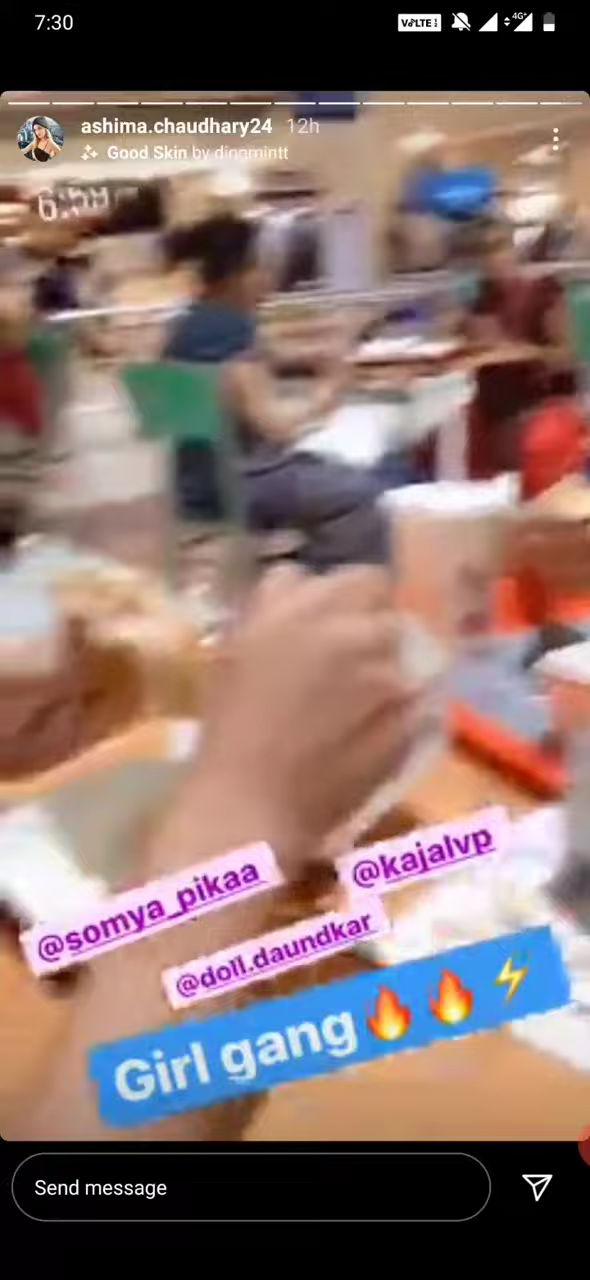 7:30
VoLTE
4G+
ashima.chaudhary24 12h
Good Skin by dingmintt
@somya_pikaa
@kajalvp
@doll.daundkar
Girl gang🔥🔥⚡
Send message